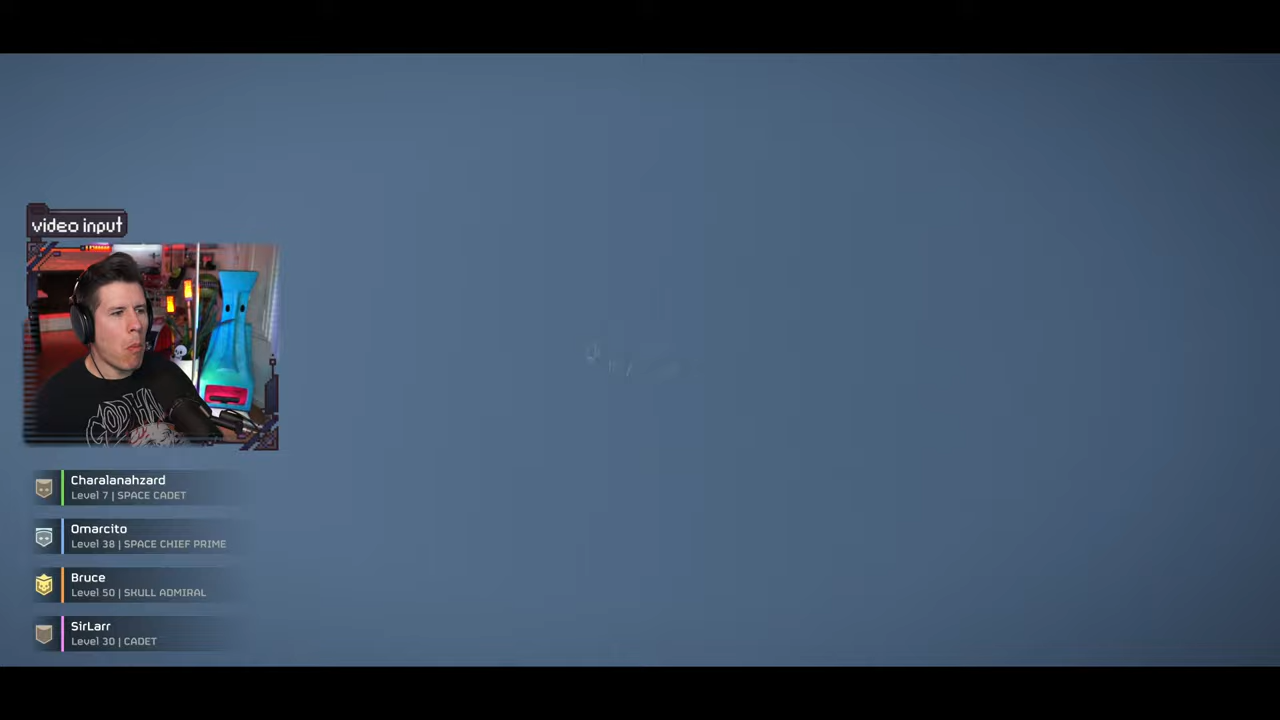 video input
Charalanahzard
Level 7 | SPACE CADET
Omarcito
Level 38 | SPACE CHIEF PRIME
Bruce
Level 50 | SKULL ADMIRAL
SirLarr
Level 30 | CADET